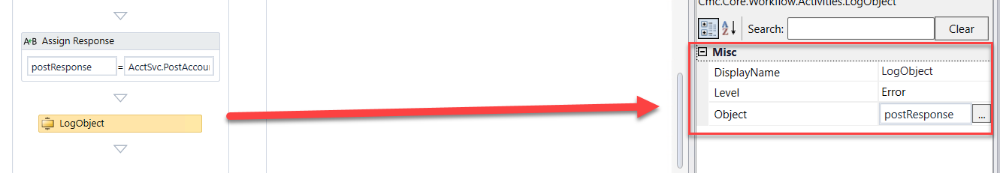 Cmc.Core.Workflow.Activities.LogObject
Search: Clear
A↔B Assign Response
postResponse = AcctSvc.PostAccou
LogObject
Misc
DisplayName LogObject
Level Error
Object postResponse ...